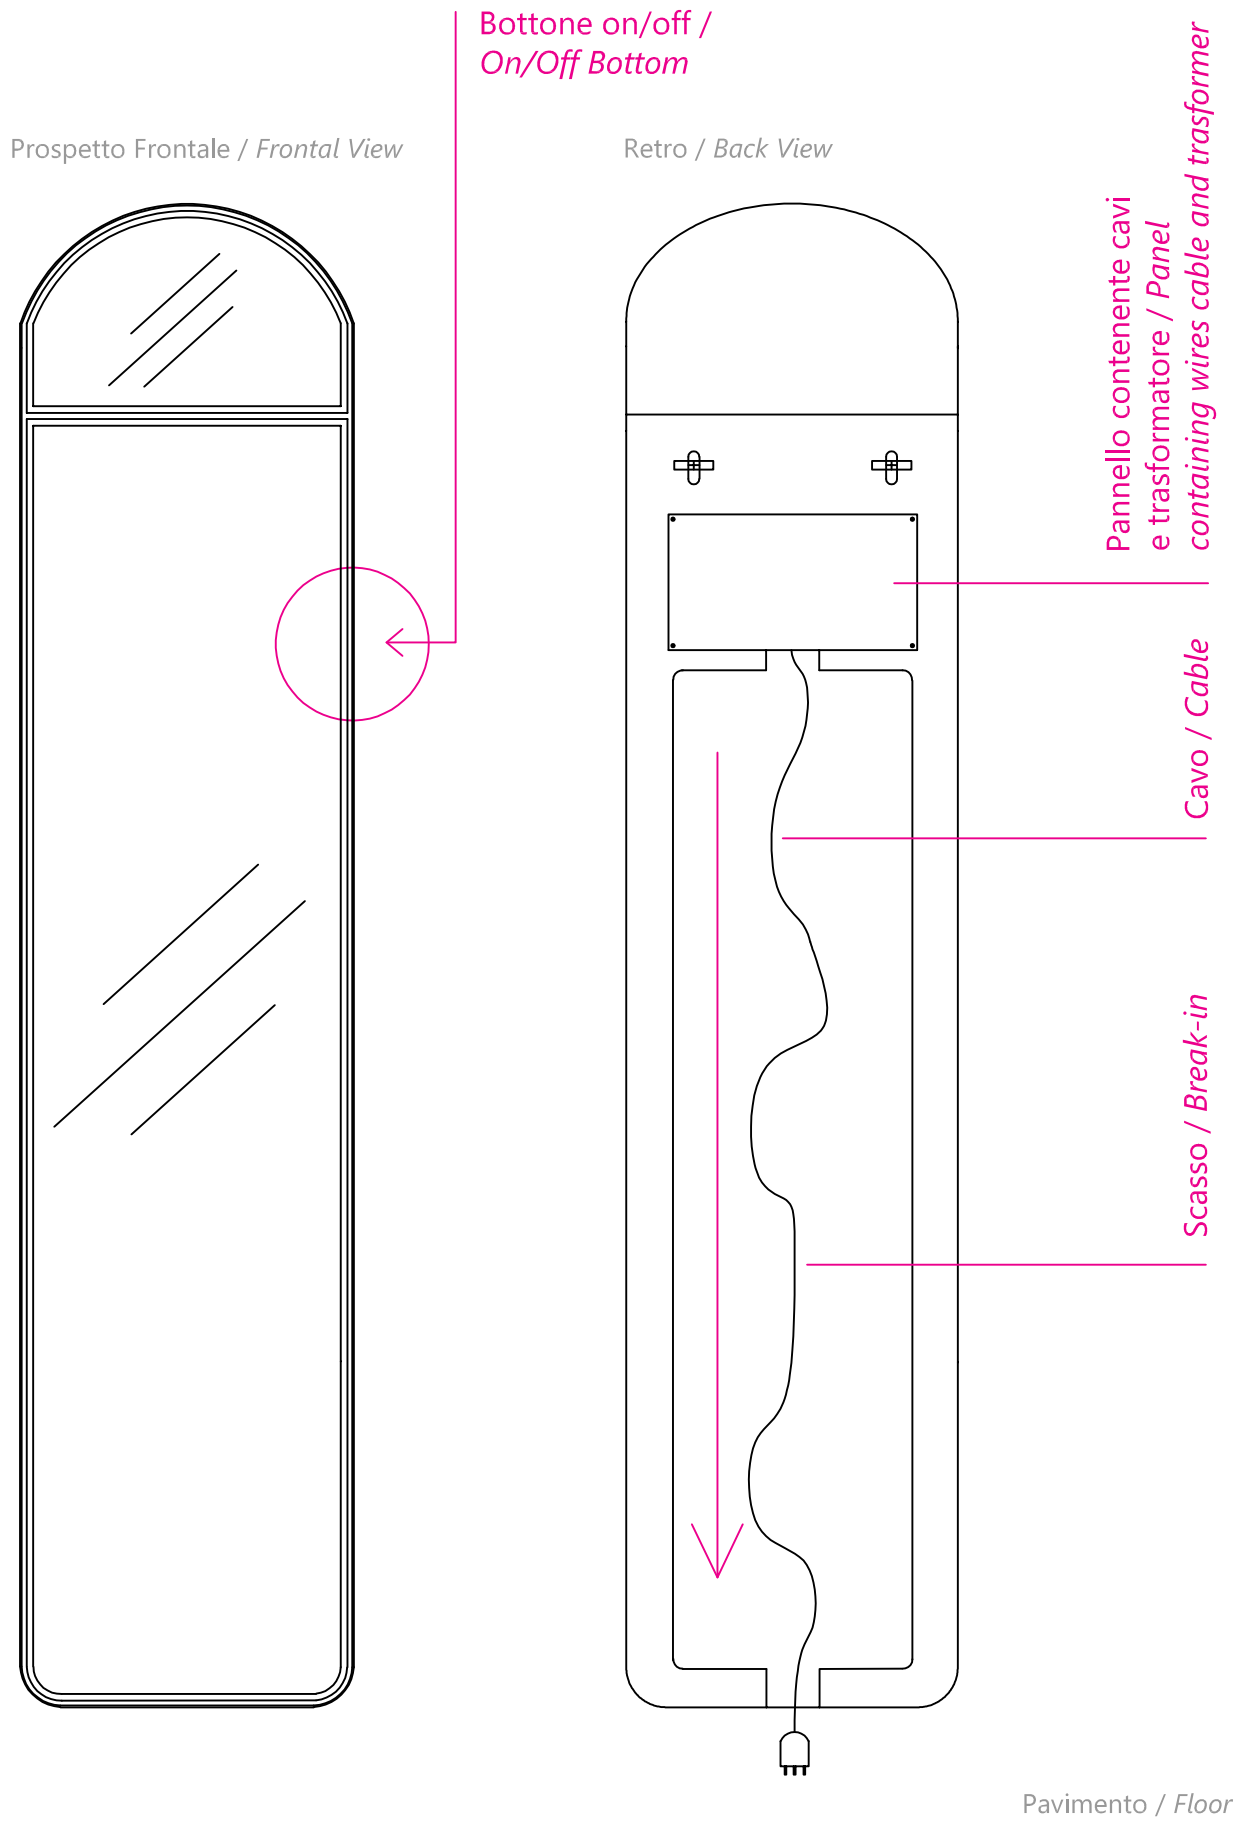 Bottone on/off /
On/Off Bottom
Prospetto Frontale / Frontal View
Retro / Back View
Pannello contenente cavi
e trasformatore / Panel
containing wires cable and trasformer
Cavo / Cable
Scasso / Break-in
Pavimento / Floor